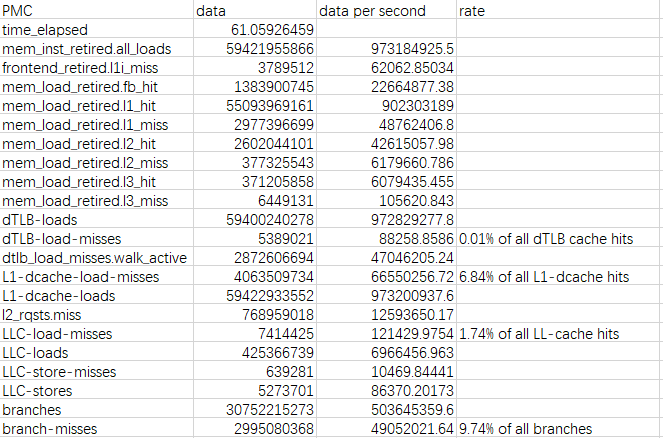 PMC data data per second rate
time_elapsed 61.05926459
mem_inst_retired.all_loads 59421955866 973184925.5
frontend_retired.l1i_miss 3789512 62062.85034
mem_load_retired.fb_hit 1383900745 22664877.38
mem_load_retired.l1_hit 55093969161 902303189
mem_load_retired.l1_miss 2977396699 48762406.8
mem_load_retired.l2_hit 2602044101 42615057.98
mem_load_retired.l2_miss 377325543 6179660.786
mem_load_retired.l3_hit 371205858 6079435.455
mem_load_retired.l3_miss 6449131 105620.843
dTLB-loads 59400240278 972829277.8
dTLB-load-misses 5389021 88258.8586 0.01% of all dTLB cache hits
dtlb_load_misses.walk_active 2872606694 47046205.24
L1-dcache-load-misses 4063509734 66550256.72 6.84% of all L1-dcache hits
L1-dcache-loads 59422933552 973200937.6
l2_rqsts.miss 768959018 12593650.17
LLC-load-misses 7414425 121429.9754 1.74% of all LL-cache hits
LLC-loads 425366739 6966456.963
LLC-store-misses 639281 10469.84441
LLC-stores 5273701 86370.20173
branches 30752215273 503645359.6
branch-misses 2995080368 49052021.64 9.74% of all branches